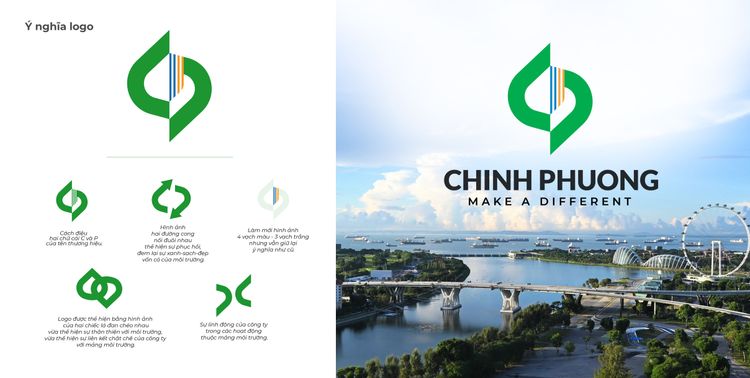 Ý nghĩa logo
Cách điệu
hai chữ cái C và P
của tên thương hiệu.
Hình ảnh
hai đường cong
nối đuôi nhau
thể hiện sự phục hồi,
đem lại sự xanh-sạch-đẹp
vốn có của môi trường.
Làm mới hình ảnh
4 vạch màu - 3 vạch trắng
nhưng vẫn giữ lại
ý nghĩa như cũ.
Logo được thể hiện bằng hình ảnh
của hai chiếc lá đan chéo nhau
vừa thể hiện sự thân thiện với môi trường,
vừa thể hiện sự liên kết chặt chẽ của công ty
với mảng môi trường.
Sự linh động của công ty
trong các hoạt động
thuộc mảng môi trường.
CHINH PHUONG
MAKE A DIFFERENT